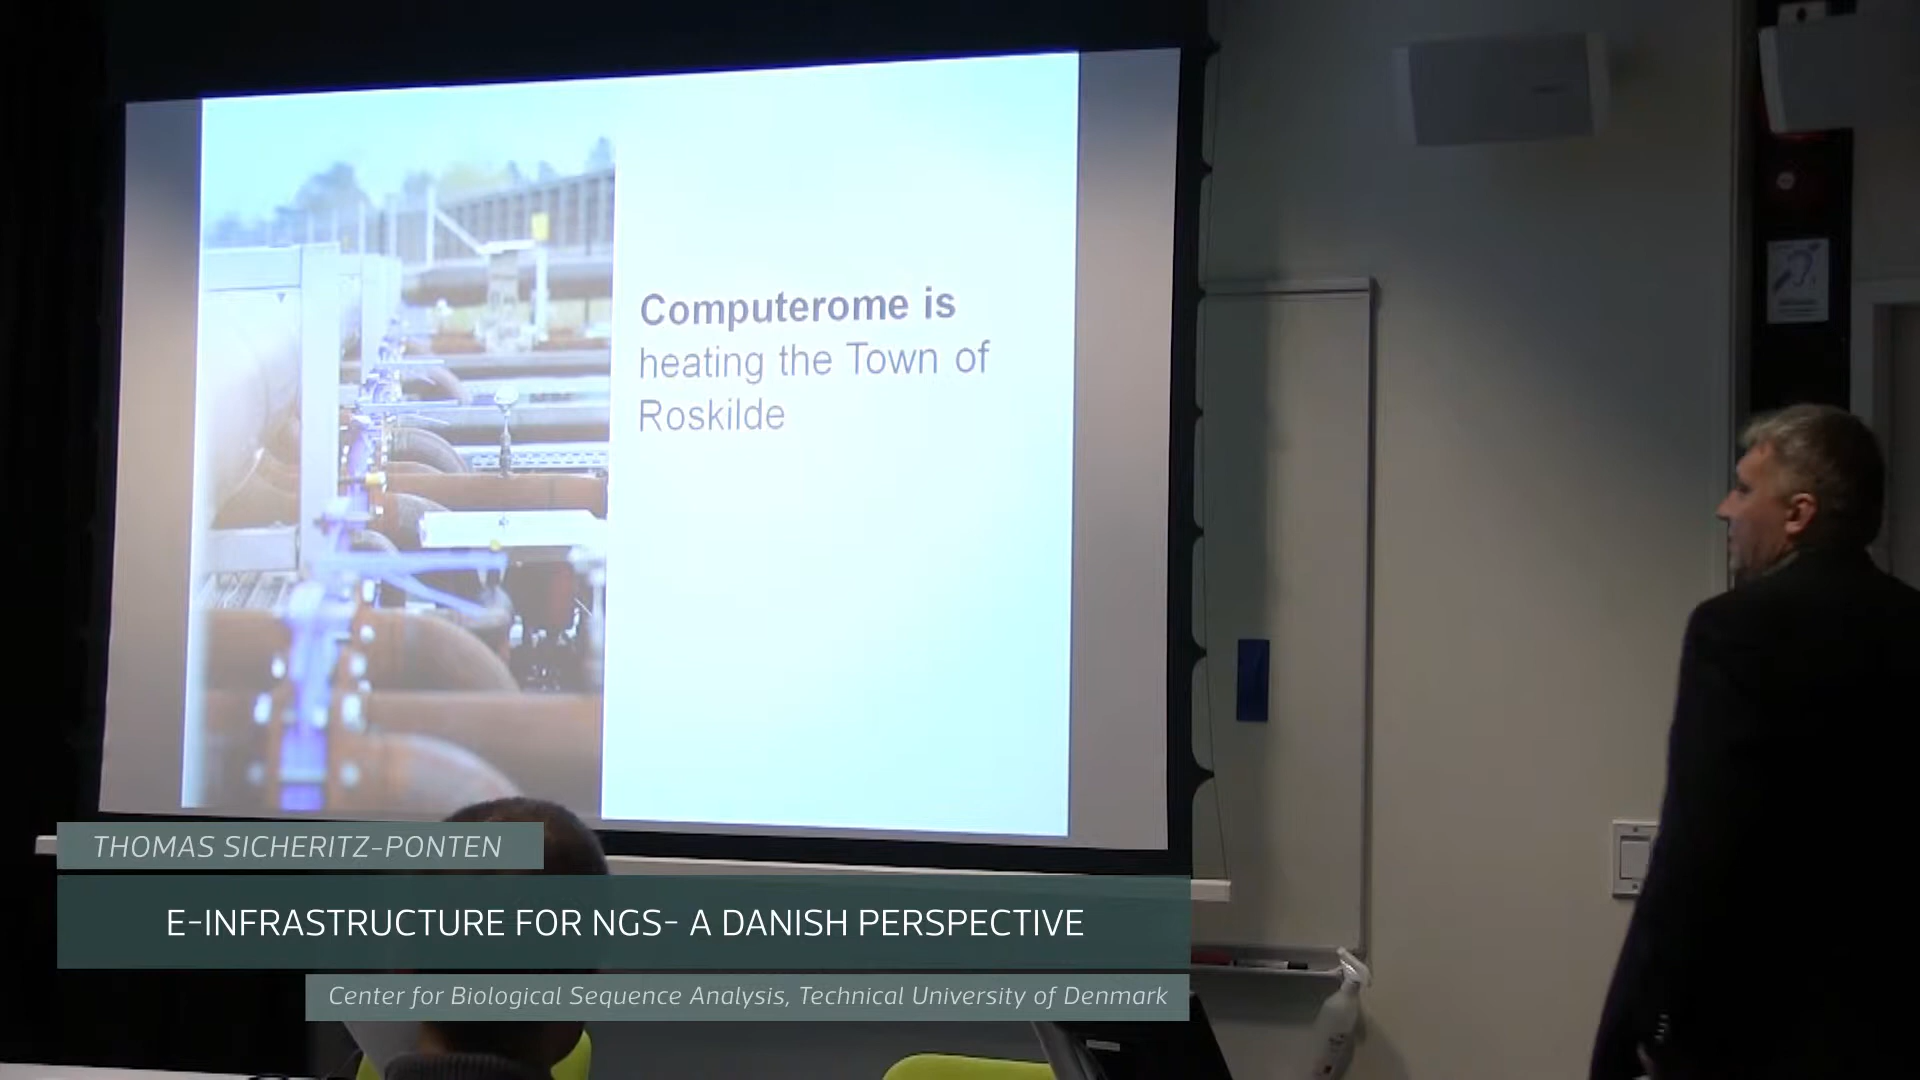 Computerome is
heating the Town of
Roskilde
THOMAS SICHERITZ-PONTEN
E-INFRASTRUCTURE FOR NGS- A DANISH PERSPECTIVE
Center for Biological Sequence Analysis, Technical University of Denmark